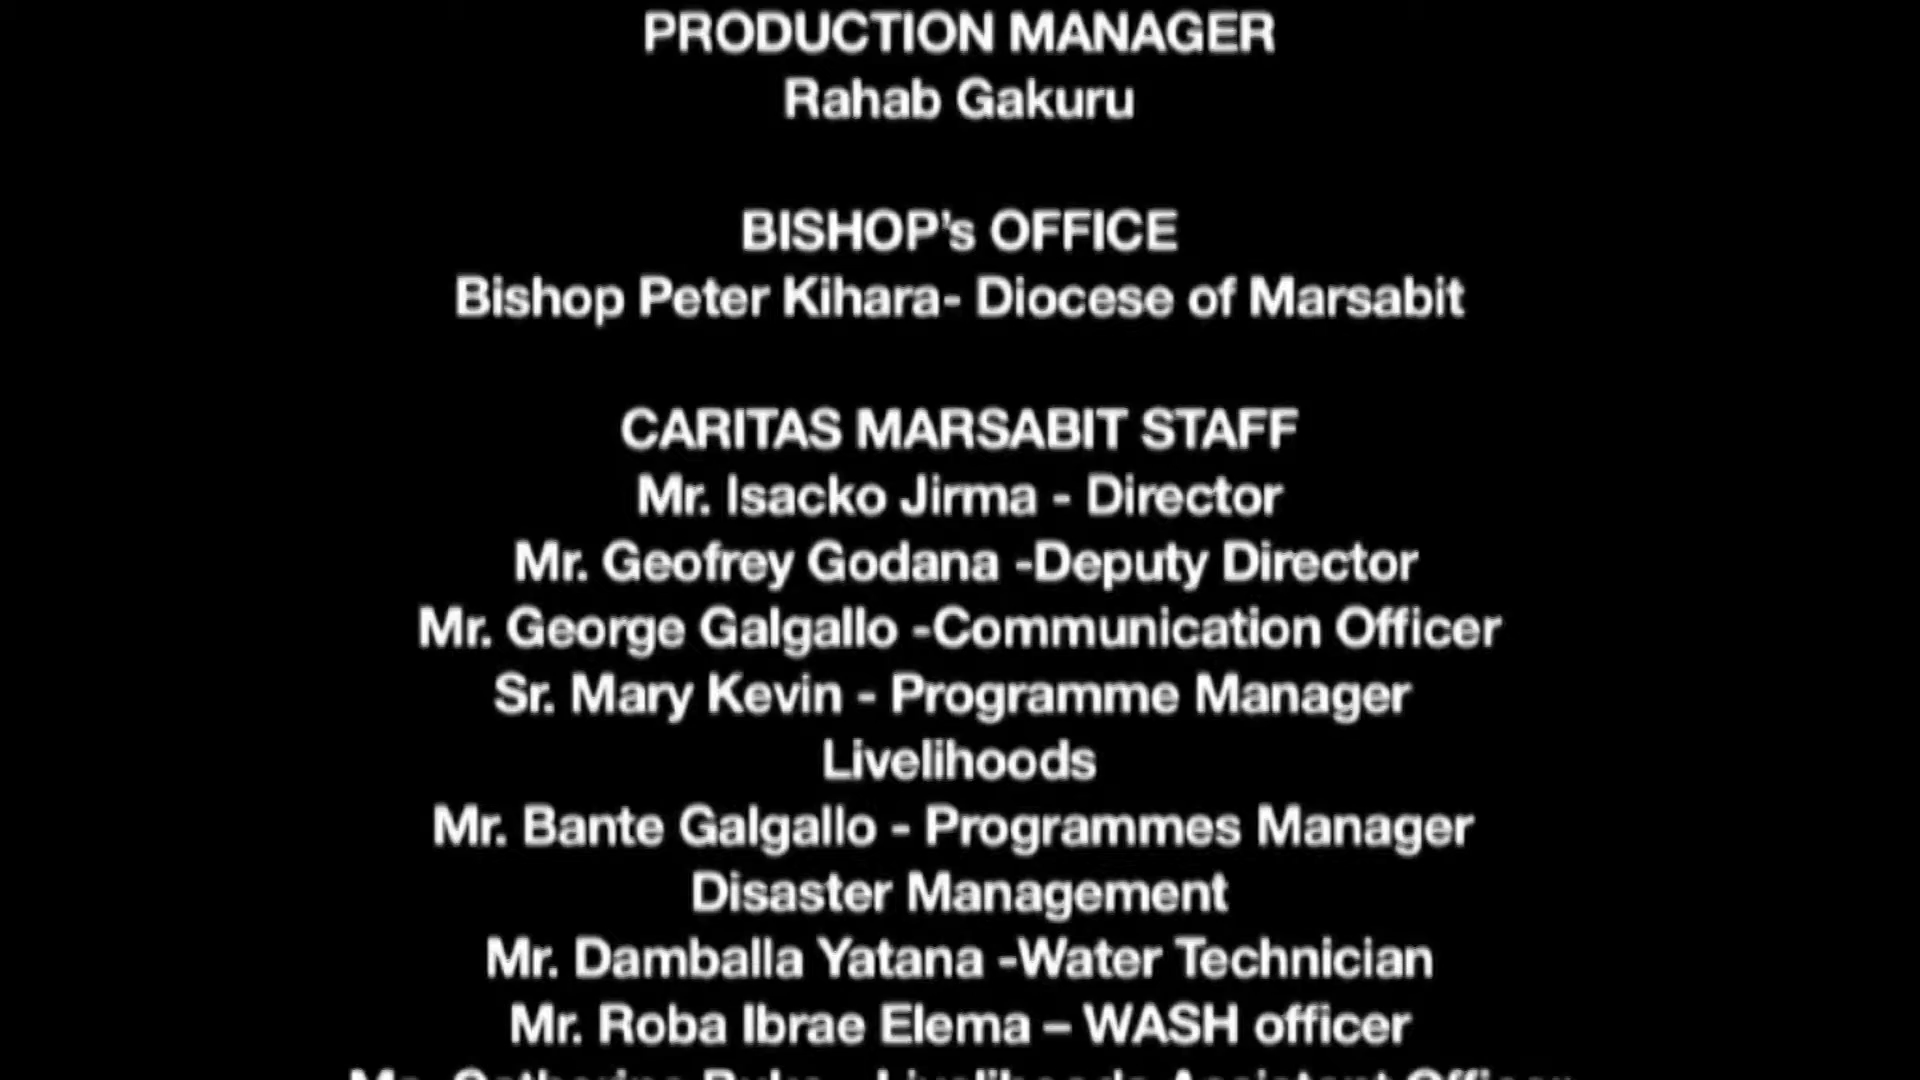 PRODUCTION MANAGER
Rahab Gakuru
BISHOP's OFFICE
Bishop Peter Kihara- Diocese of Marsabit
CARITAS MARSABIT STAFF
Mr. Isacko Jirma - Director
Mr. Geofrey Godana -Deputy Director
Mr. George Galgallo -Communication Officer
Sr. Mary Kevin - Programme Manager
Livelihoods
Mr. Bante Galgallo - Programmes Manager
Disaster Management
Mr. Damballa Yatana -Water Technician
Mr. Roba Ibrae Elema – WASH officer